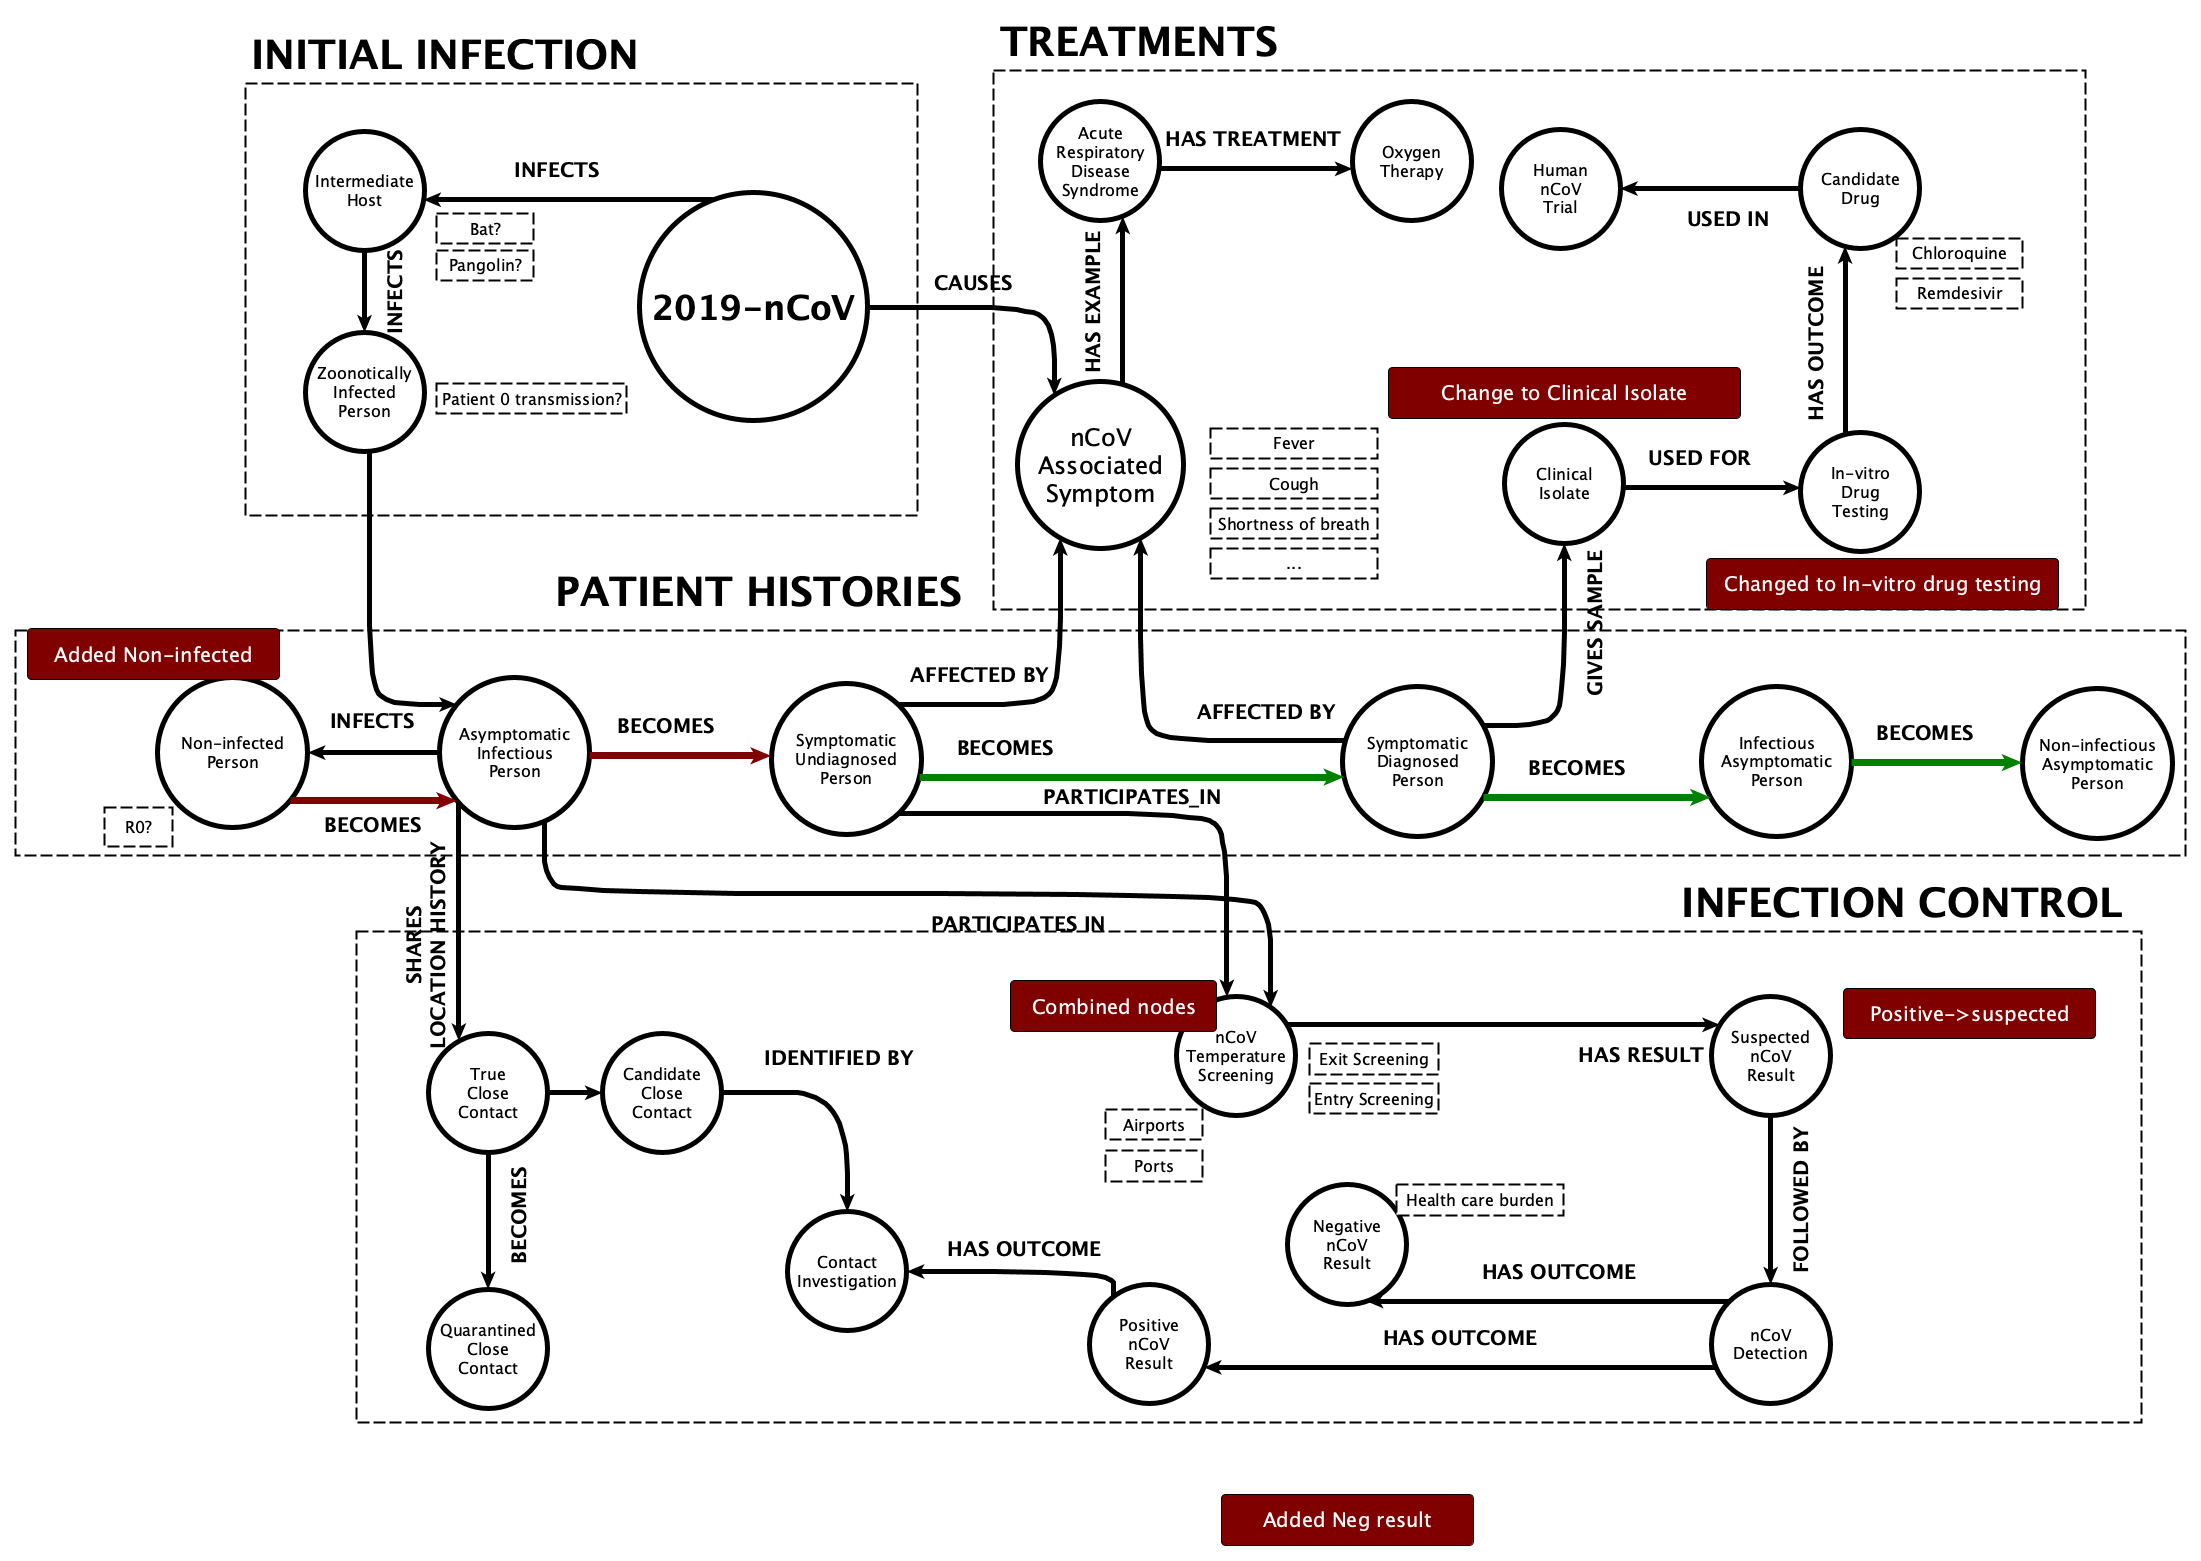 INITIAL INFECTION
TREATMENTS
Intermediate
Host
INFECTS
Bat?
Pangolin?
INFECTS
2019-nCoV
Zoonotically
Infected
Person
Patient 0 transmission?
CAUSES
Acute
Respiratory
Disease
Syndrome
HAS TREATMENT
Oxygen
Therapy
Human
nCoV
Trial
USED IN
Candidate
Drug
Chloroquine
Remdesivir
HAS EXAMPLE
HAS OUTCOME
Change to Clinical Isolate
nCoV
Associated
Symptom
Fever
Cough
Shortness of breath
...
Clinical
Isolate
USED FOR
In-vitro
Drug
Testing
Changed to In-vitro drug testing
GIVES SAMPLE
PATIENT HISTORIES
Added Non-infected
Non-infected
Person
INFECTS
BECOMES
R0?
Asymptomatic
Infectious
Person
BECOMES
Symptomatic
Undiagnosed
Person
AFFECTED BY
BECOMES
PARTICIPATES_IN
AFFECTED BY
Symptomatic
Diagnosed
Person
BECOMES
Infectious
Asymptomatic
Person
BECOMES
Non-infectious
Asymptomatic
Person
SHARES
LOCATION HISTORY
PARTICIPATES IN
INFECTION CONTROL
Combined nodes
nCoV
Temperature
Screening
Exit Screening
Entry Screening
Airports
Ports
HAS RESULT
Suspected
nCoV
Result
Positive->suspected
True
Close
Contact
Candidate
Close
Contact
IDENTIFIED BY
BECOMES
FOLLOWED BY
Quarantined
Close
Contact
Contact
Investigation
HAS OUTCOME
Negative
nCoV
Result
Health care burden
HAS OUTCOME
Positive
nCoV
Result
HAS OUTCOME
nCoV
Detection
Added Neg result